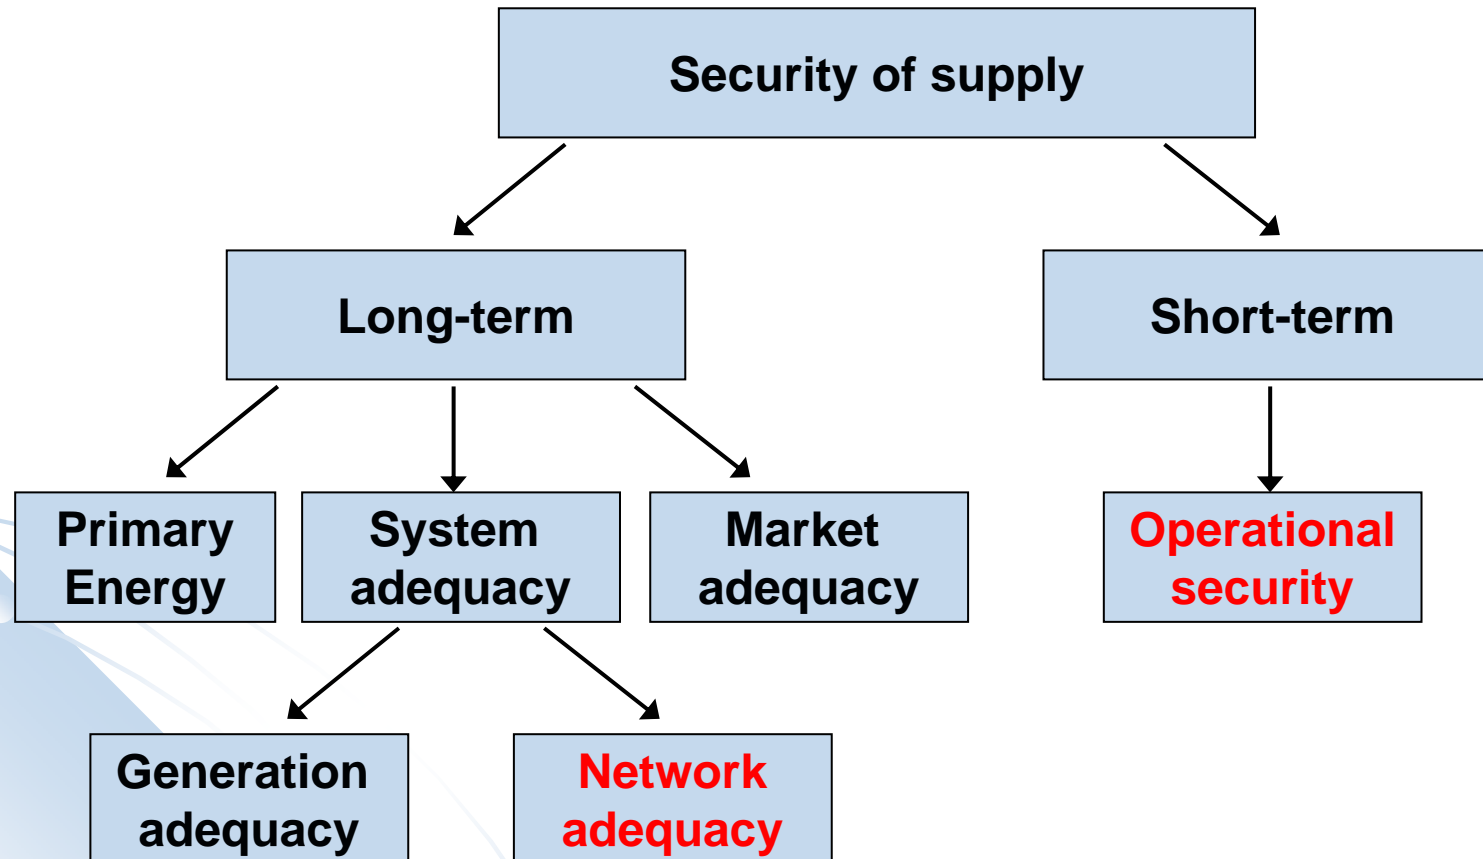 Security of supply
Long-term
Short-term
Primary
Energy
System
adequacy
Market
adequacy
Operational
security
Generation
adequacy
Network
adequacy